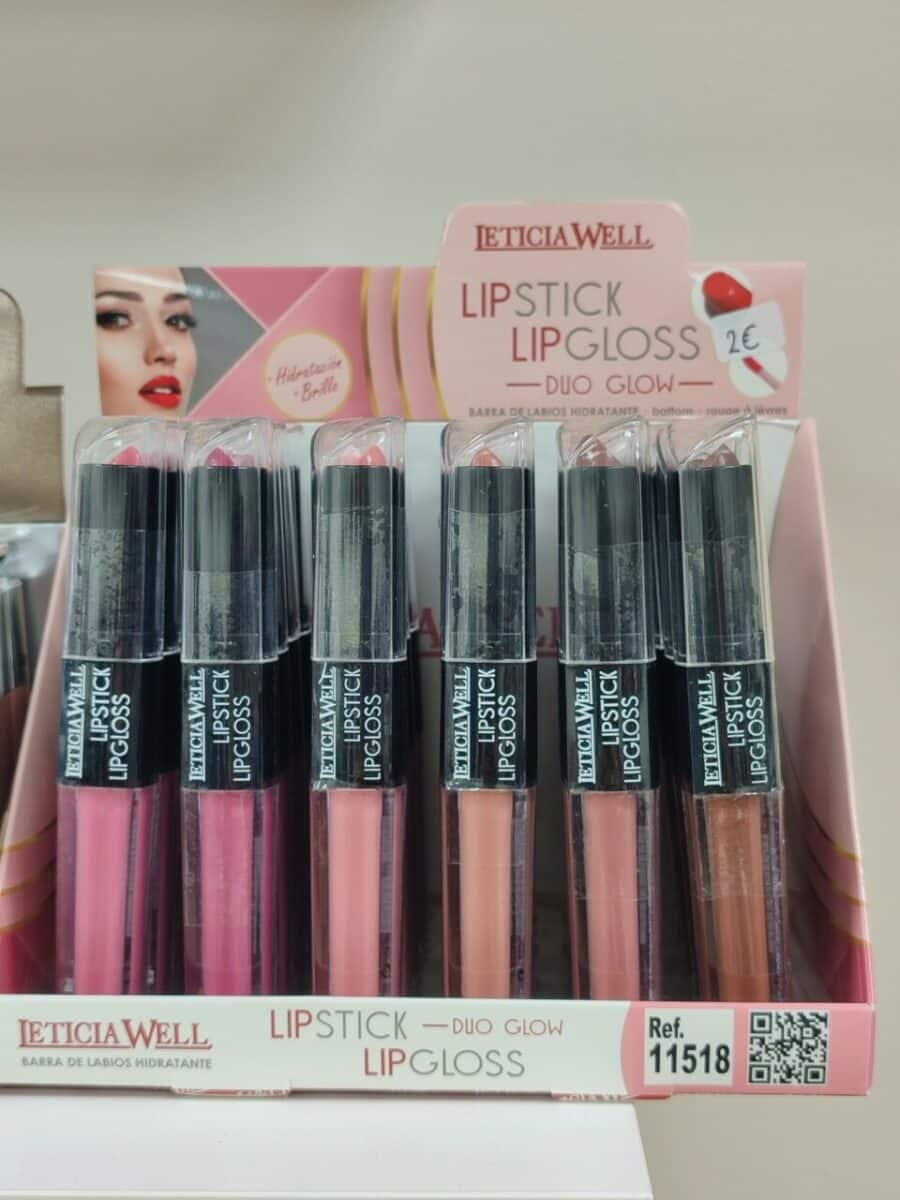 LETICIA WELL
LIPSTICK
LIPGLOSS
2€
DUO GLOW
+ Hidratación
+ Brillo
BARRA DE LABIOS HIDRATANTE · battom · rouge à lèvres
LETICIA WELL
LIPSTICK
LIPGLOSS
LETICIA WELL
LIPSTICK
LIPGLOSS
LETICIA WELL
LIPSTICK
LIPGLOSS
LETICIA WELL
LIPSTICK
LIPGLOSS
LETICIA WELL
LIPSTICK
LIPGLOSS
LETICIA WELL
LIPSTICK
LIPGLOSS
LETICIA WELL
BARRA DE LABIOS HIDRATANTE
LIPSTICK — DUO GLOW
LIPGLOSS
Ref.
11518